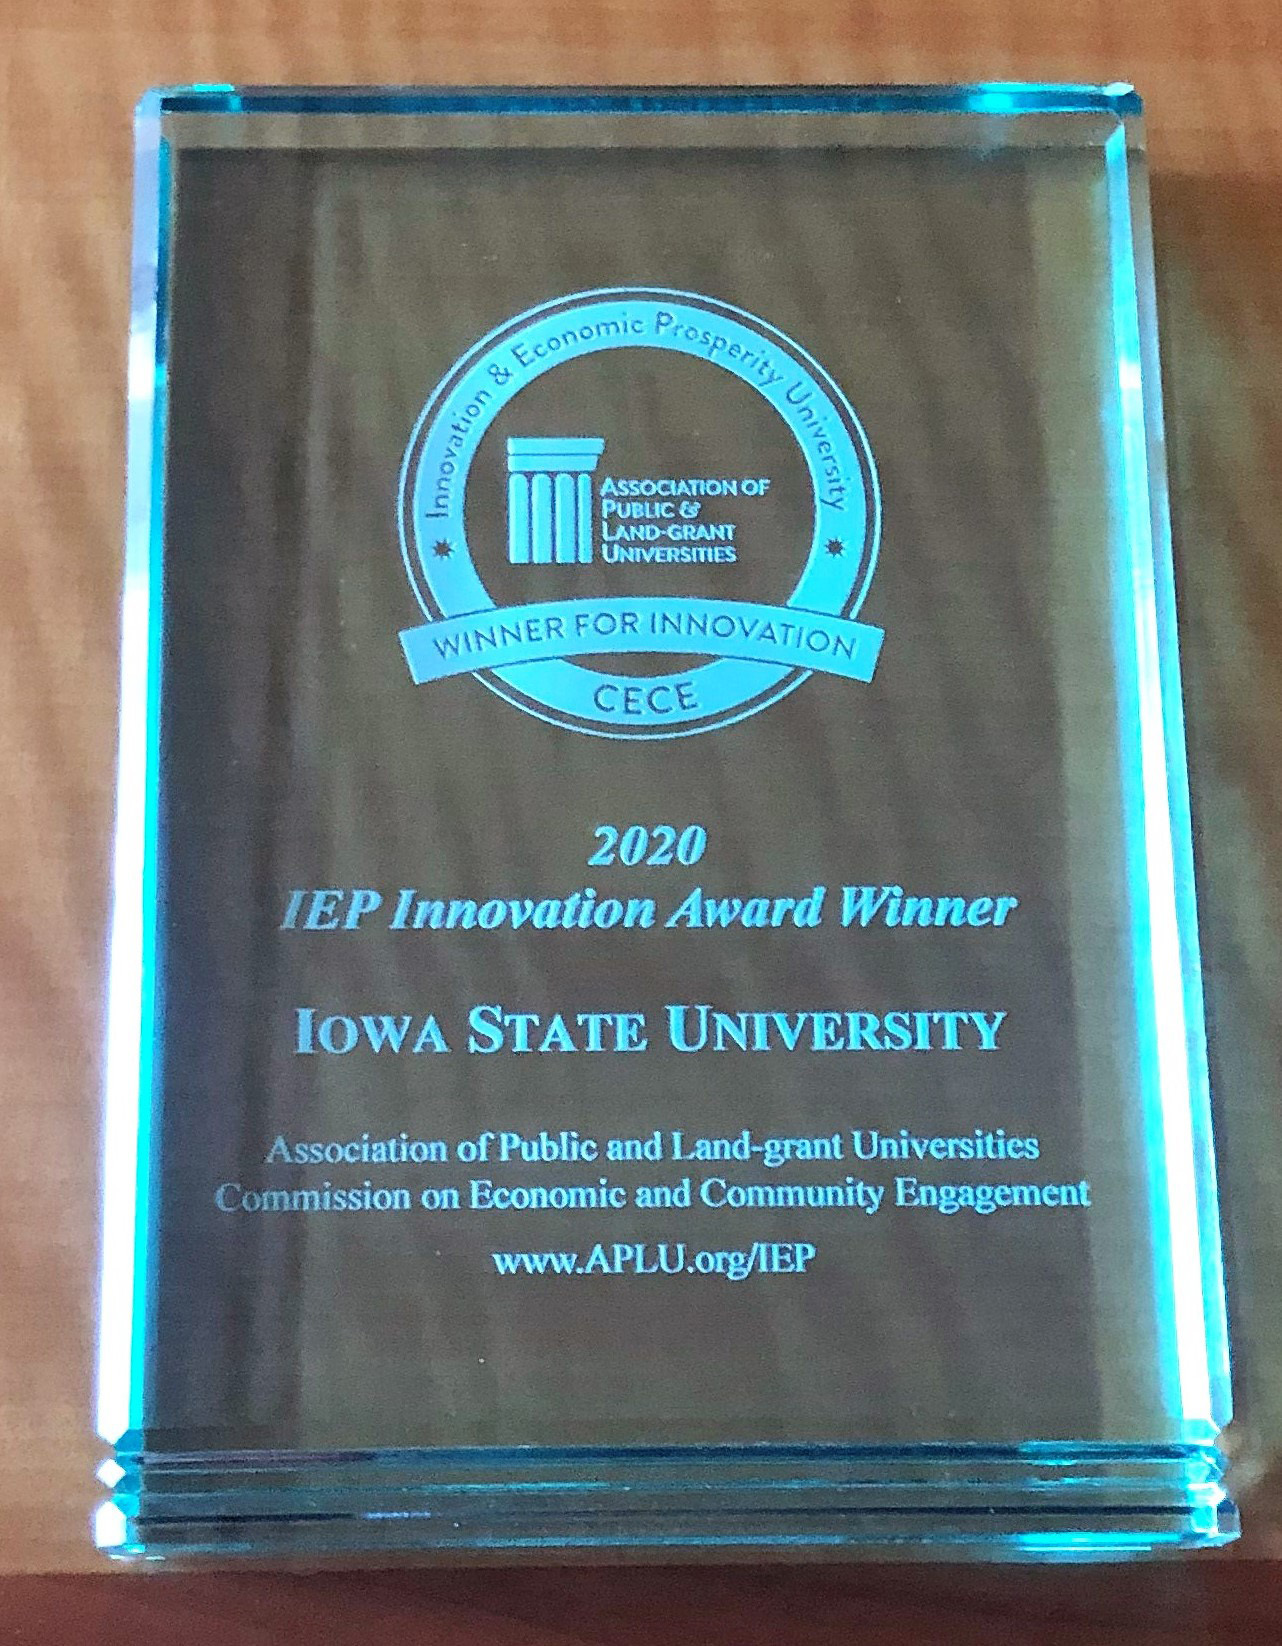 Innovation & Economic Prosperity University
ASSOCIATION OF
PUBLIC &
LAND-GRANT
UNIVERSITIES
WINNER FOR INNOVATION
CECE
2020
IEP Innovation Award Winner
IOWA STATE UNIVERSITY
Association of Public and Land-grant Universities
Commission on Economic and Community Engagement
www.APLU.org/IEP